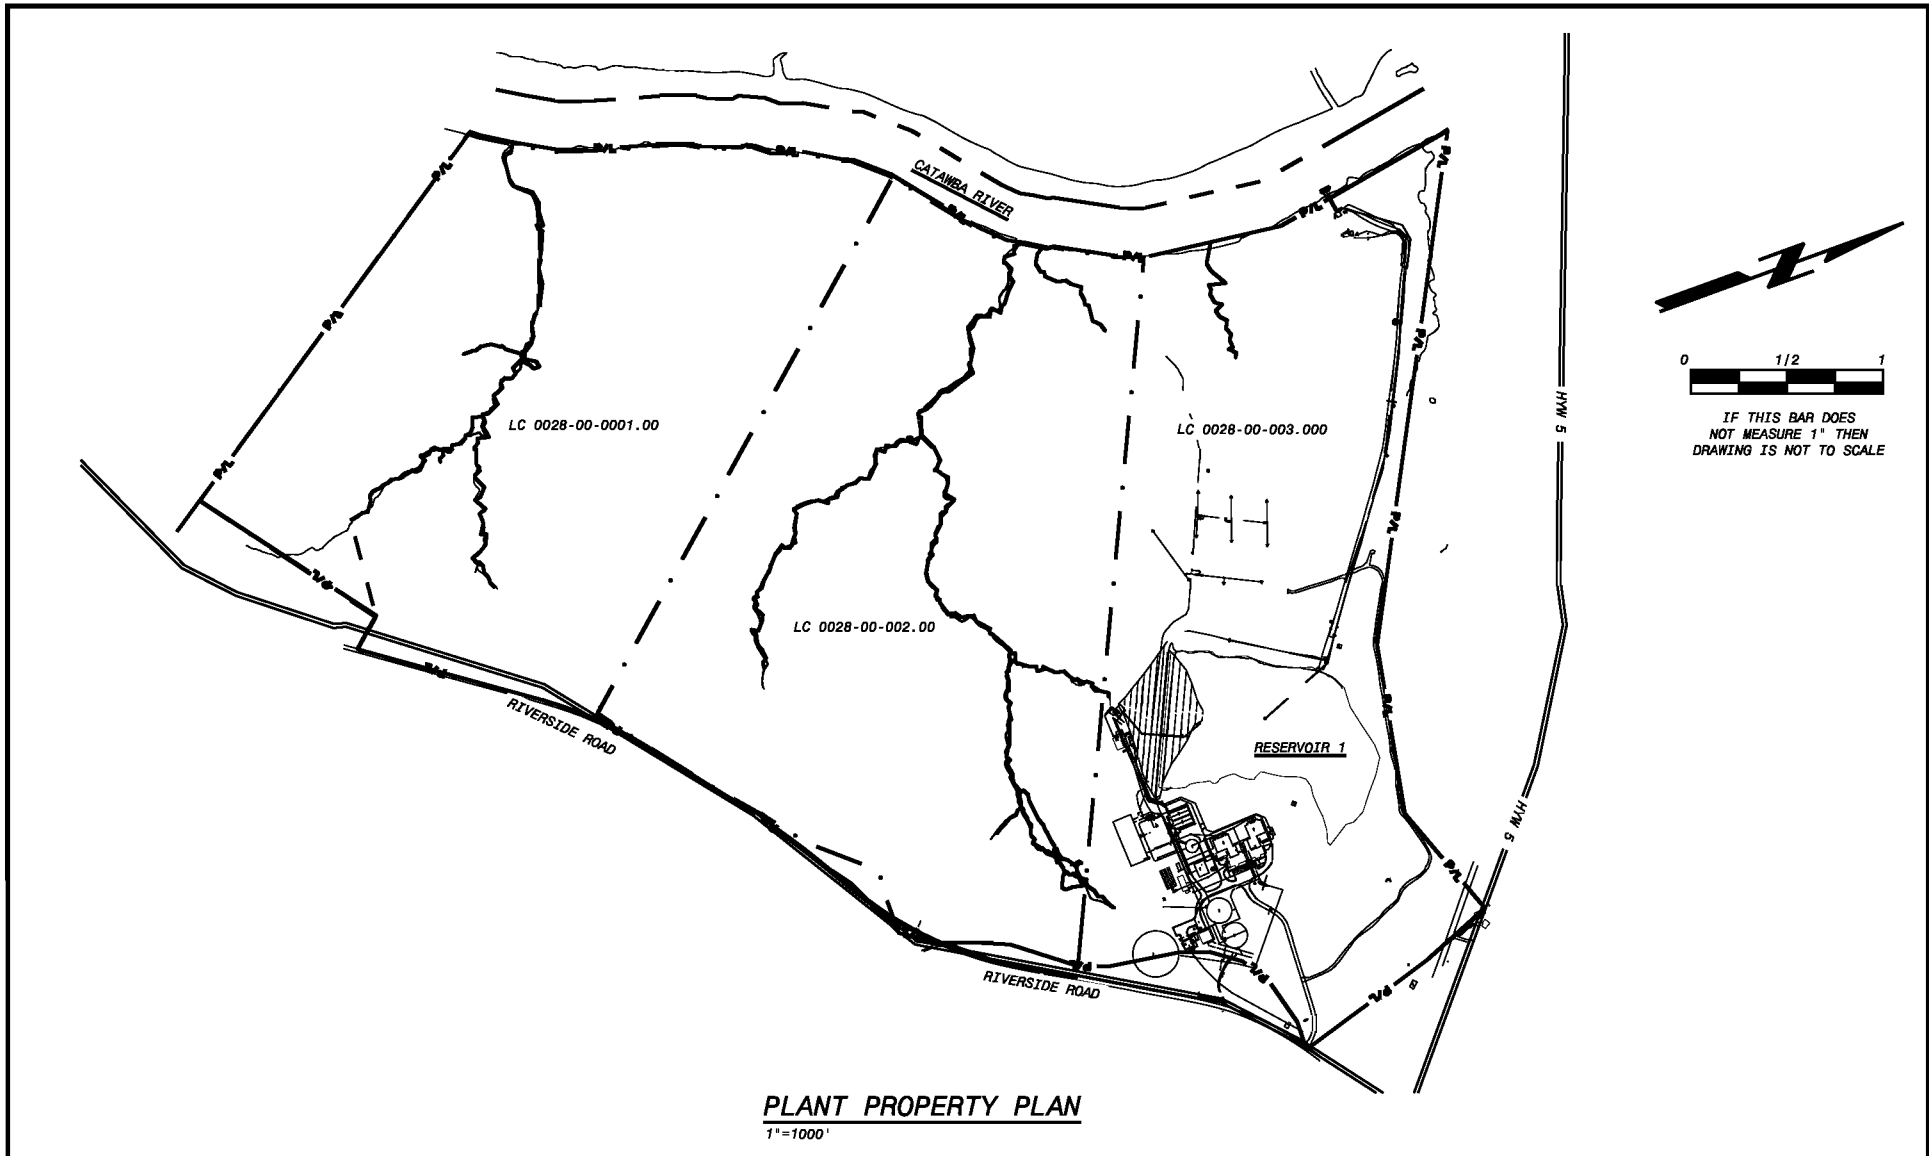 P/L
P/L
P/L
P/L
P/L
CATAWBA RIVER
P/L
P/L
P/L
P/L
P/L
P/L
0 1/2 1
IF THIS BAR DOES
NOT MEASURE 1" THEN
DRAWING IS NOT TO SCALE
HYW 5
LC 0028-00-0001.00
LC 0028-00-003.000
P/L
P/L
P/L
LC 0028-00-002.00
P/L
P/L
RIVERSIDE ROAD
RESERVOIR 1
HYW 5
P/L
P/L
P/L
P/L
RIVERSIDE ROAD
PLANT PROPERTY PLAN
1"=1000'